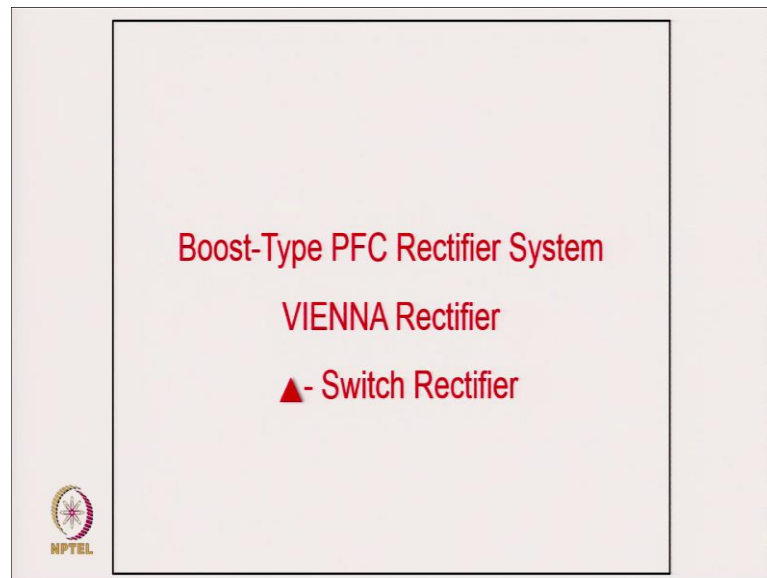 Boost-Type PFC Rectifier System
VIENNA Rectifier
▲- Switch Rectifier
NPTEL